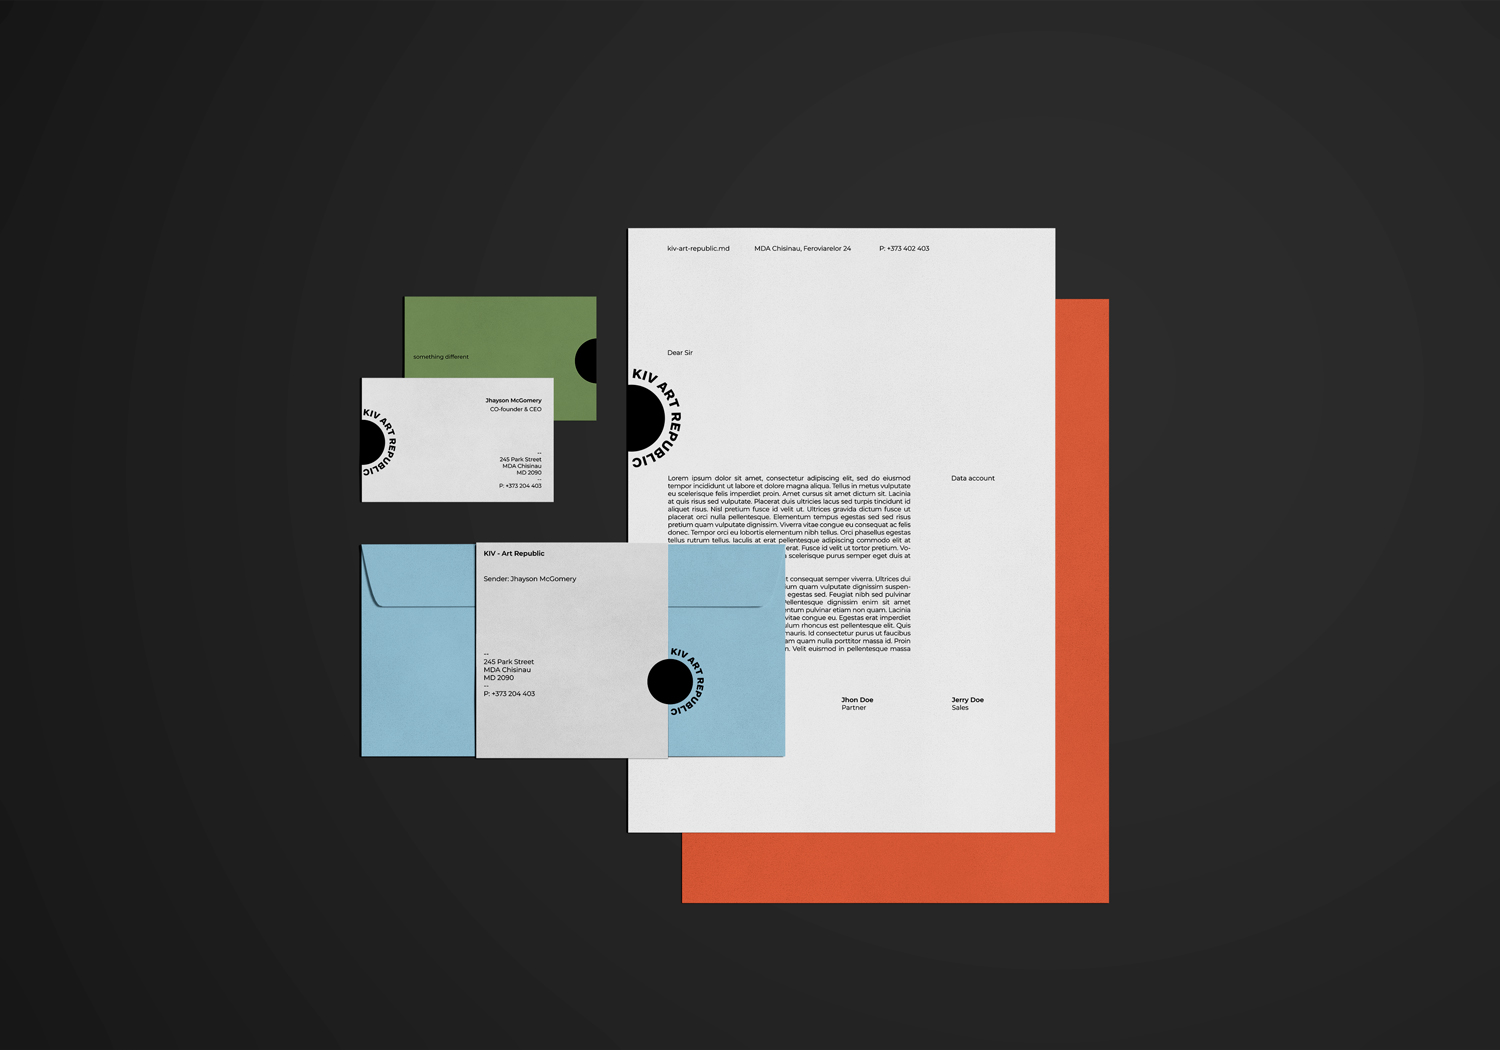 kiv-art-republic.md
MDA Chisinau, Feroviarelor 24
P: +373 402 403
Dear Sir
KIV ART REPUBLIC
Lorem ipsum dolor sit amet, consectetur adipiscing elit, sed do eiusmod
tempor incididunt ut labore et dolore magna aliqua. Tellus in metus vulputate
eu scelerisque felis imperdiet proin. Amet cursus sit amet dictum sit. Lacinia
at quis risus sed vulputate. Placerat duis ultricies lacus sed turpis tincidunt id
aliquet risus. Nisl pretium fusce id velit ut. Ultrices gravida dictum fusce ut
placerat orci nulla pellentesque. Elementum tempus egestas sed sed risus
pretium quam vulputate dignissim. Viverra vitae congue eu consequat ac felis
donec. Tempor orci eu lobortis elementum nibh tellus. Orci phasellus egestas
tellus rutrum tellus. Iaculis at erat pellentesque adipiscing commodo elit at
erat. Fusce id velit ut tortor pretium. Vo-
scelerisque purus semper eget duis at
t consequat semper viverra. Ultrices dui
ium quam vulputate dignissim suspen-
egestas sed. Feugiat nibh sed pulvinar
Pellentesque dignissim enim sit amet
entum pulvinar etiam non quam. Lacinia
vitae congue eu. Egestas erat imperdiet
ulum rhoncus est pellentesque elit. Quis
mauris. Id consectetur purus ut faucibus
am quam nulla porttitor massa id. Proin
n. Velit euismod in pellentesque massa
Data account
Jhon Doe
Partner
Jerry Doe
Sales
something different
Jhayson McGomery
CO-founder & CEO
KIV ART REPUBLIC
--
245 Park Street
MDA Chisinau
MD 2090
--
P: +373 204 403
KIV - Art Republic
Sender: Jhayson McGomery
--
245 Park Street
MDA Chisinau
MD 2090
--
P: +373 204 403
KIV ART REPUBLIC